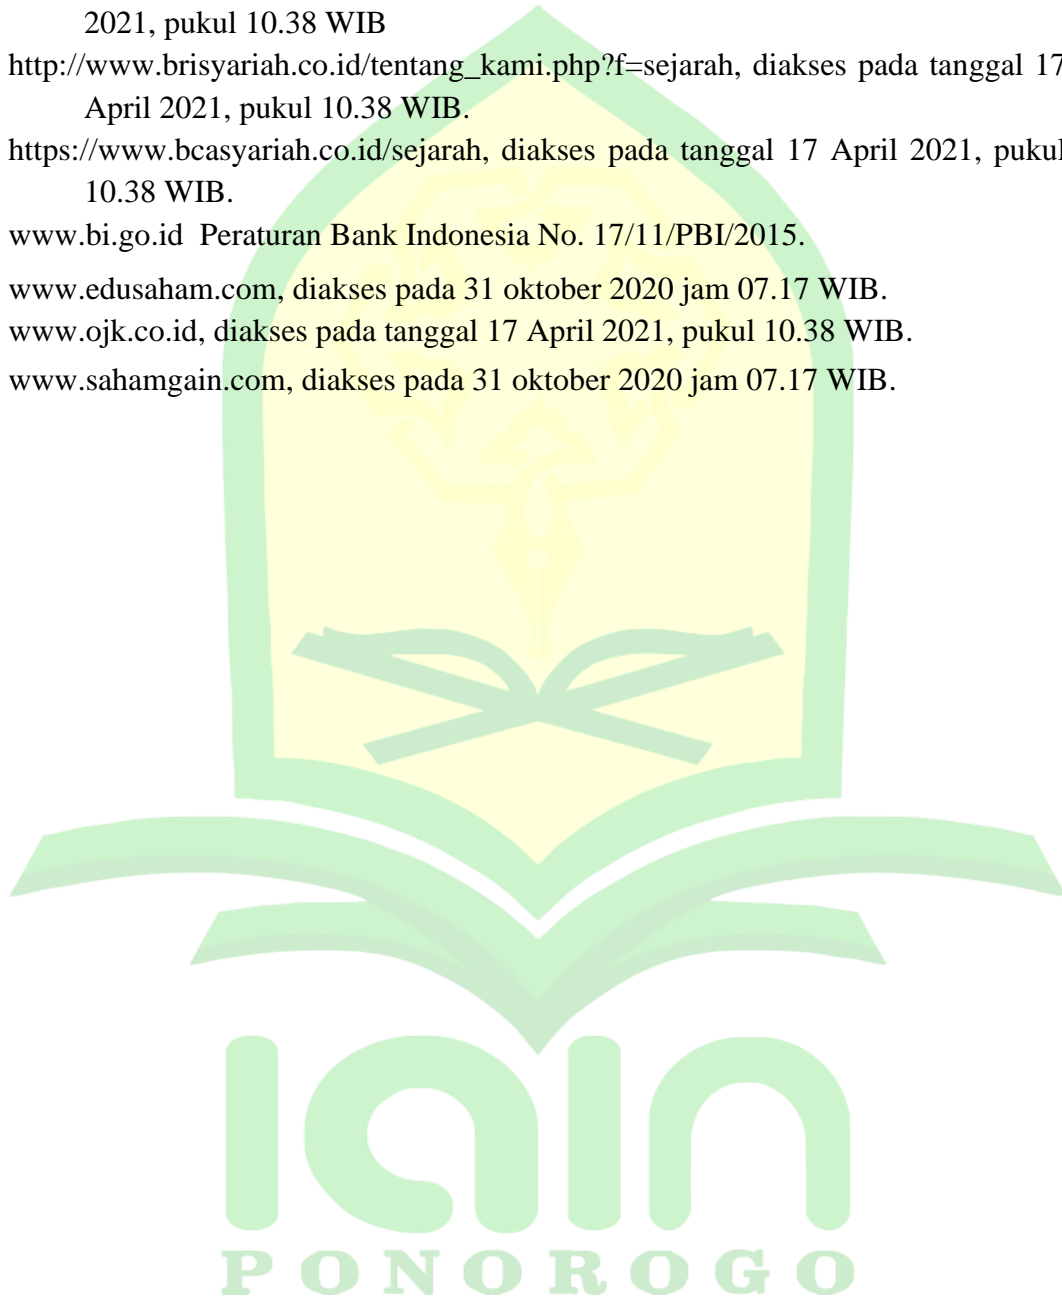 2021, pukul 10.38 WIB
http://www.brisyariah.co.id/tentang_kami.php?f=sejarah, diakses pada tanggal 17
April 2021, pukul 10.38 WIB.
https://www.bcasyariah.co.id/sejarah, diakses pada tanggal 17 April 2021, pukul
10.38 WIB.
www.bi.go.id Peraturan Bank Indonesia No. 17/11/PBI/2015.
www.edusaham.com, diakses pada 31 oktober 2020 jam 07.17 WIB.
www.ojk.co.id, diakses pada tanggal 17 April 2021, pukul 10.38 WIB.
www.sahamgain.com, diakses pada 31 oktober 2020 jam 07.17 WIB.
iain
PONOROGO